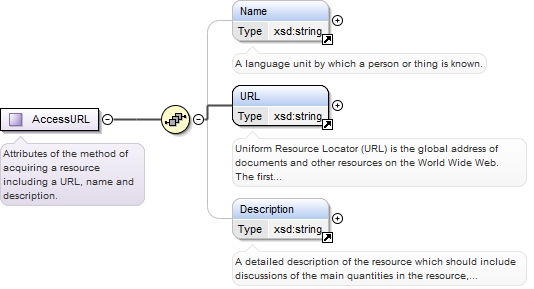 Name
Type xsd:string
A language unit by which a person or thing is known.
AccessURL
Attributes of the method of
acquiring a resource
including a URL, name and
description.
URL
Type xsd:string
Uniform Resource Locator (URL) is the global address of
documents and other resources on the World Wide Web.
The first...
Description
Type xsd:string
A detailed description of the resource which should include
discussions of the main quantities in the resource,...